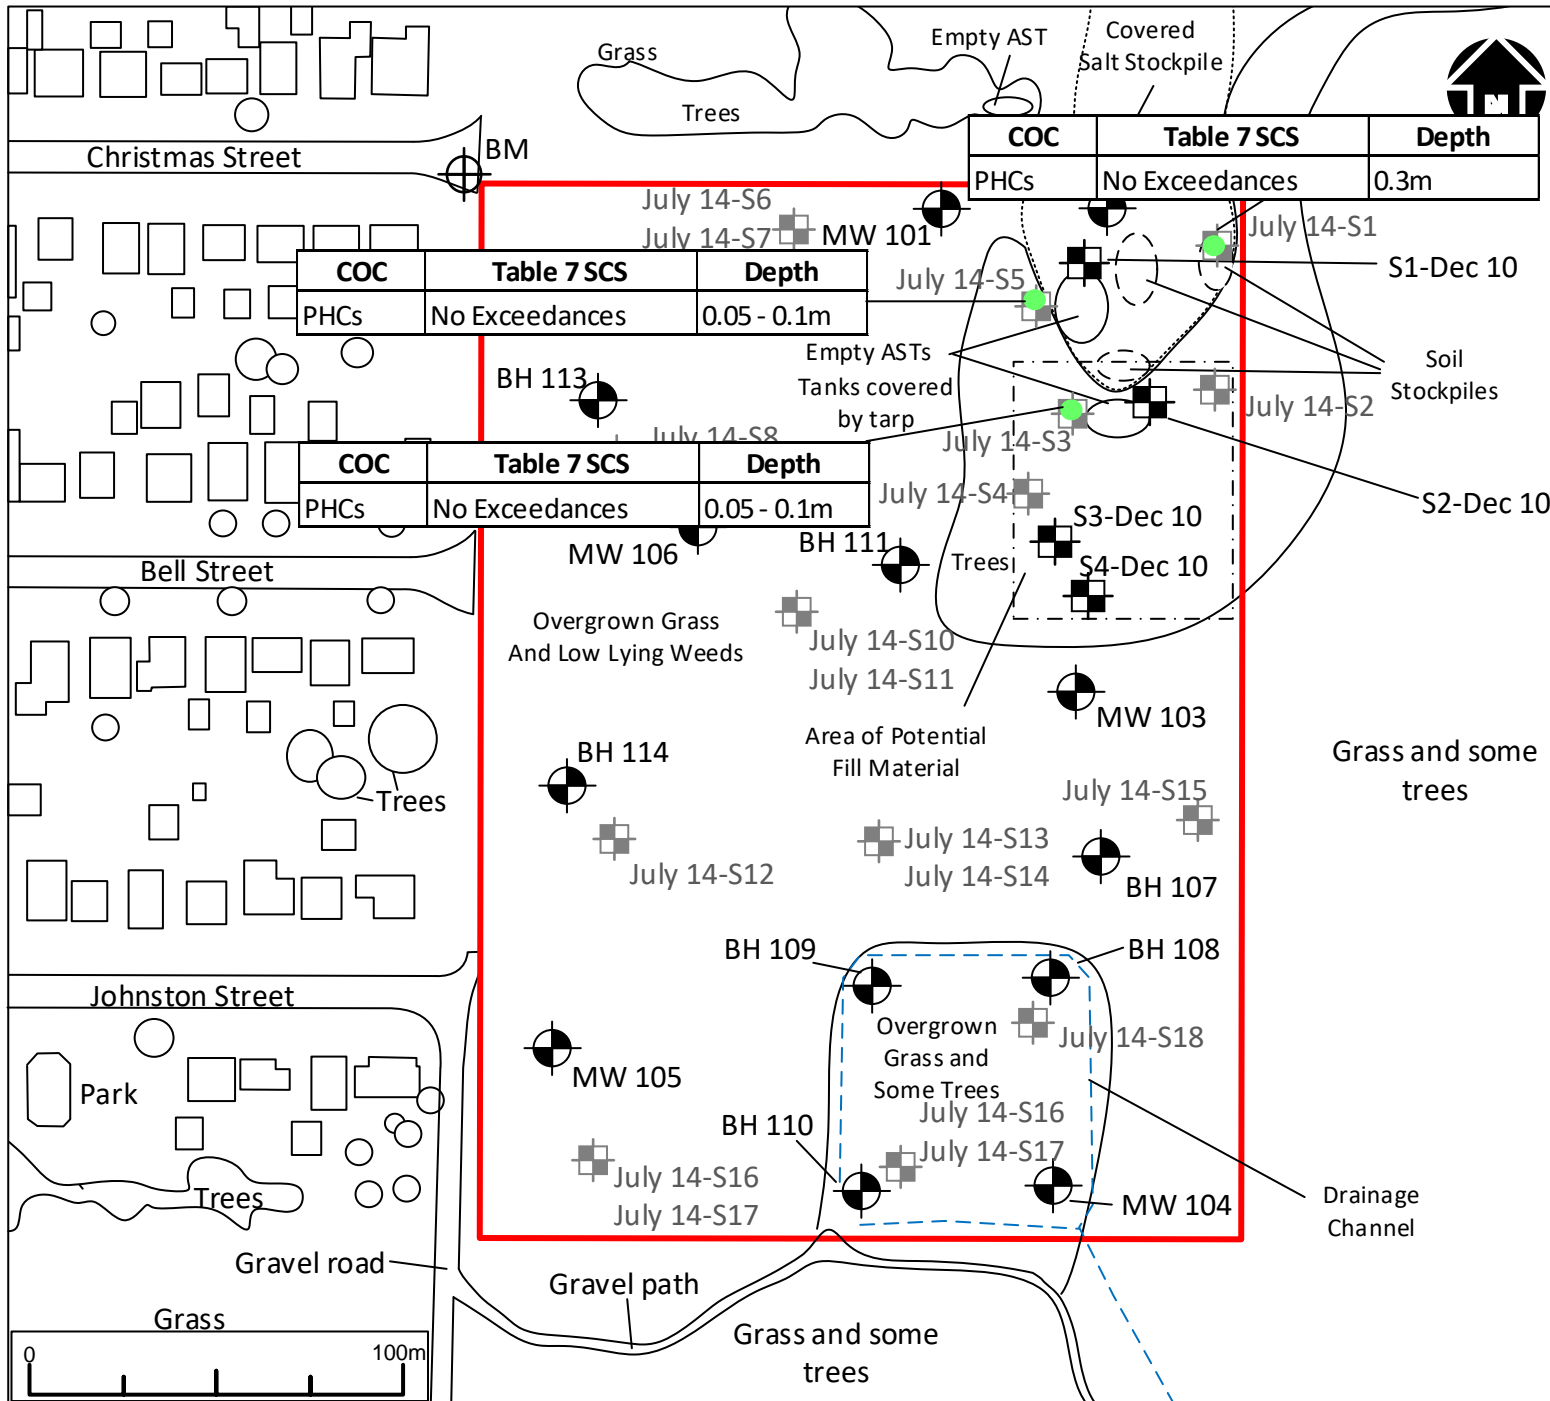 Grass
Trees
Empty AST
Covered
Salt Stockpile
N
Christmas Street
BM
COC Table 7 SCS Depth
PHCs No Exceedances 0.3m
July 14-S6
July 14-S7
MW 101
July 14-S1
S1-Dec 10
COC Table 7 SCS Depth
PHCs No Exceedances 0.05 - 0.1m
July 14-S5
Empty ASTs
Tanks covered
by tarp
Soil
Stockpiles
BH 113
July 14-S2
July 14-S8
July 14-S3
COC Table 7 SCS Depth
PHCs No Exceedances 0.05 - 0.1m
July 14-S4
S2-Dec 10
S3-Dec 10
MW 106
BH 111
Trees
S4-Dec 10
Bell Street
Overgrown Grass
And Low Lying Weeds
July 14-S10
July 14-S11
MW 103
Area of Potential
Fill Material
Grass and some
trees
BH 114
Trees
July 14-S15
July 14-S12
July 14-S13
July 14-S14
BH 107
BH 109
BH 108
Johnston Street
Overgrown
Grass and
Some Trees
July 14-S18
MW 105
Park
July 14-S16
July 14-S17
BH 110
July 14-S16
July 14-S17
Trees
MW 104
Drainage
Channel
Gravel road
Gravel path
Grass
Grass and some
trees
0 100m